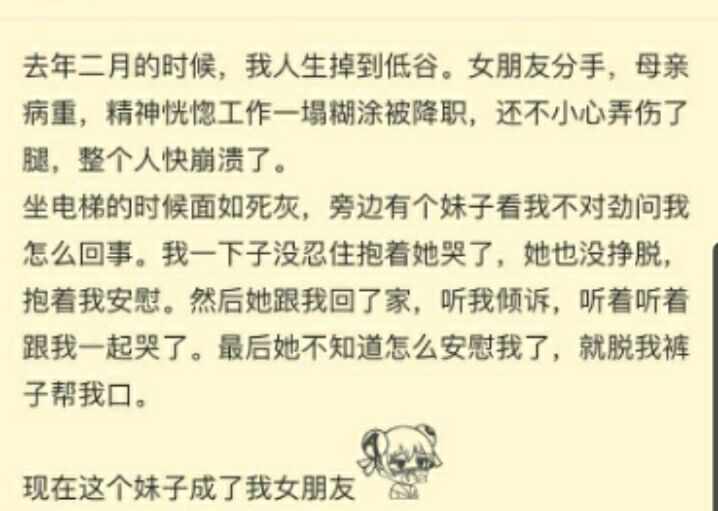 去年二月的时候，我人生掉到低谷。女朋友分手，母亲
病重，精神恍惚工作一塌糊涂被降职，还不小心弄伤了
腿，整个人快崩溃了。
坐电梯的时候面如死灰，旁边有个妹子看我不对劲问我
怎么回事。我一下子没忍住抱着她哭了，她也没挣脱，
抱着我安慰。然后她跟我回了家，听我倾诉，听着听着
跟我一起哭了。最后她不知道怎么安慰我了，就脱我裤
子帮我口。
现在这个妹子成了我女朋友